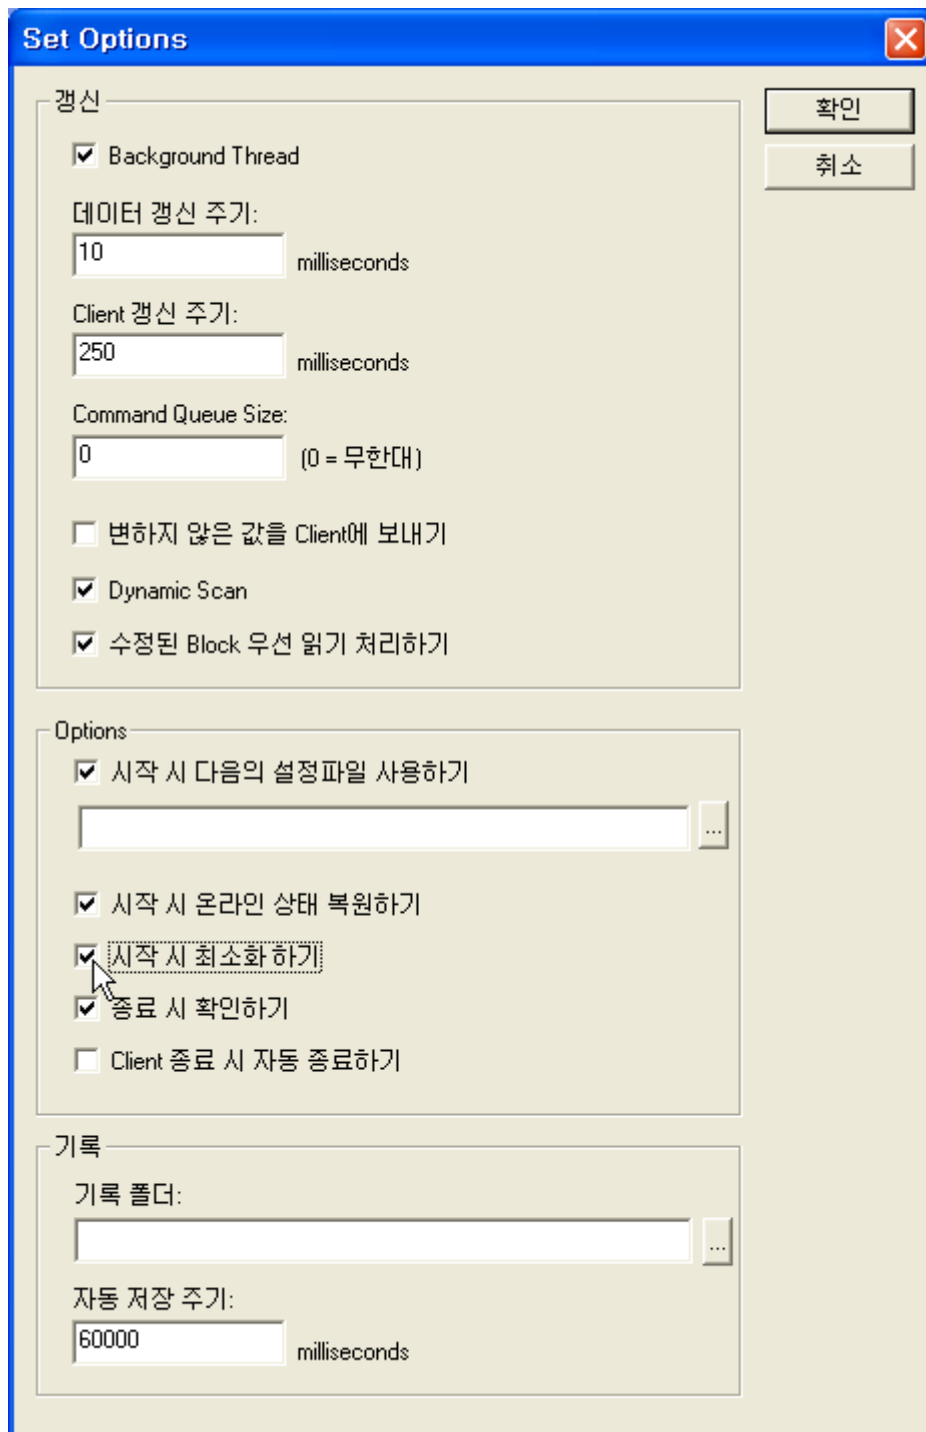 Set Options
갱신
확인
취소
Background Thread
데이터 갱신 주기:
10 milliseconds
Client 갱신 주기:
250 milliseconds
Command Queue Size:
0 (0 = 무한대)
변하지 않은 값을 Client에 보내기
Dynamic Scan
수정된 Block 우선 읽기 처리하기
Options
시작 시 다음의 설정파일 사용하기
...
시작 시 온라인 상태 복원하기
시작 시 최소화 하기
종료 시 확인하기
Client 종료 시 자동 종료하기
기록
기록 폴더:
...
자동 저장 주기:
60000 milliseconds